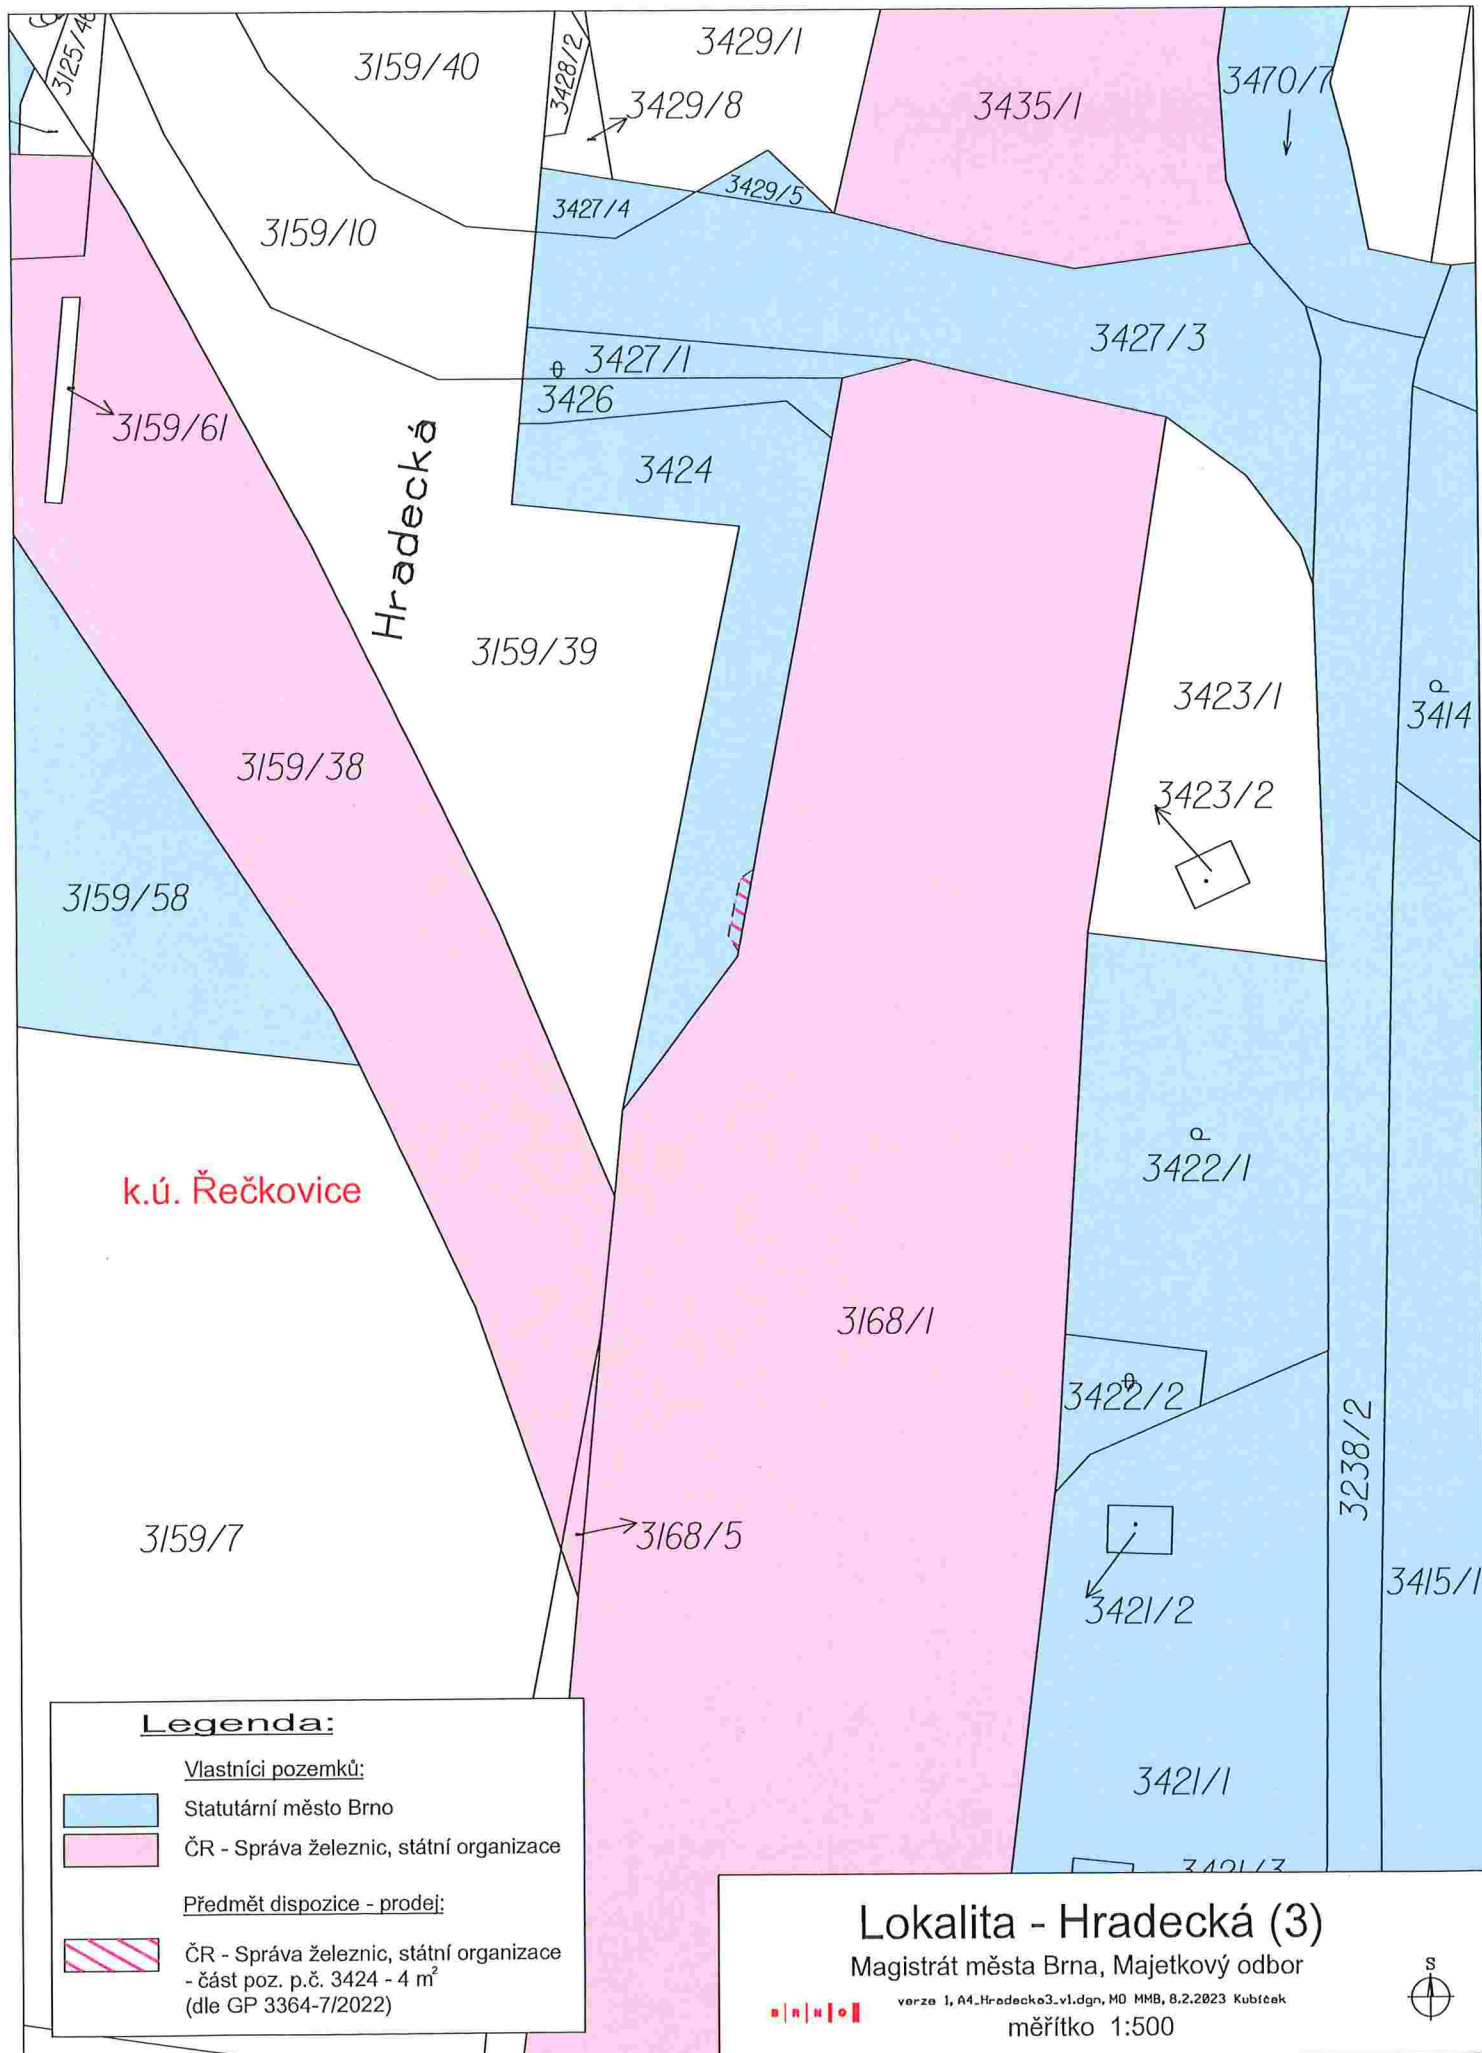 3125/46
3159/40
3428/2
3429/1
3429/8
3435/1
3470/7
3427/4
3429/5
3159/10
3427/3
3427/1
3426
3159/61
3424
Hradecká
3159/39
3423/1
3414
3159/38
3423/2
3159/58
3422/1
k.ú. Řečkovice
3168/1
3422/2
3238/2
3159/7
3168/5
3415/1
3421/2
3421/1
3421/3
Legenda:
Vlastníci pozemků:
Statutární město Brno
ČR - Správa železnic, státní organizace
Předmět dispozice - prodej:
ČR - Správa železnic, státní organizace
- část poz. p.č. 3424 - 4 m²
(dle GP 3364-7/2022)
Lokalita - Hradecká (3)
Magistrát města Brna, Majetkový odbor
verze 1, A4_Hradecka3_v1.dgn, MO MMB, 8.2.2023 Kubíček
měřítko 1:500
B R N O
S